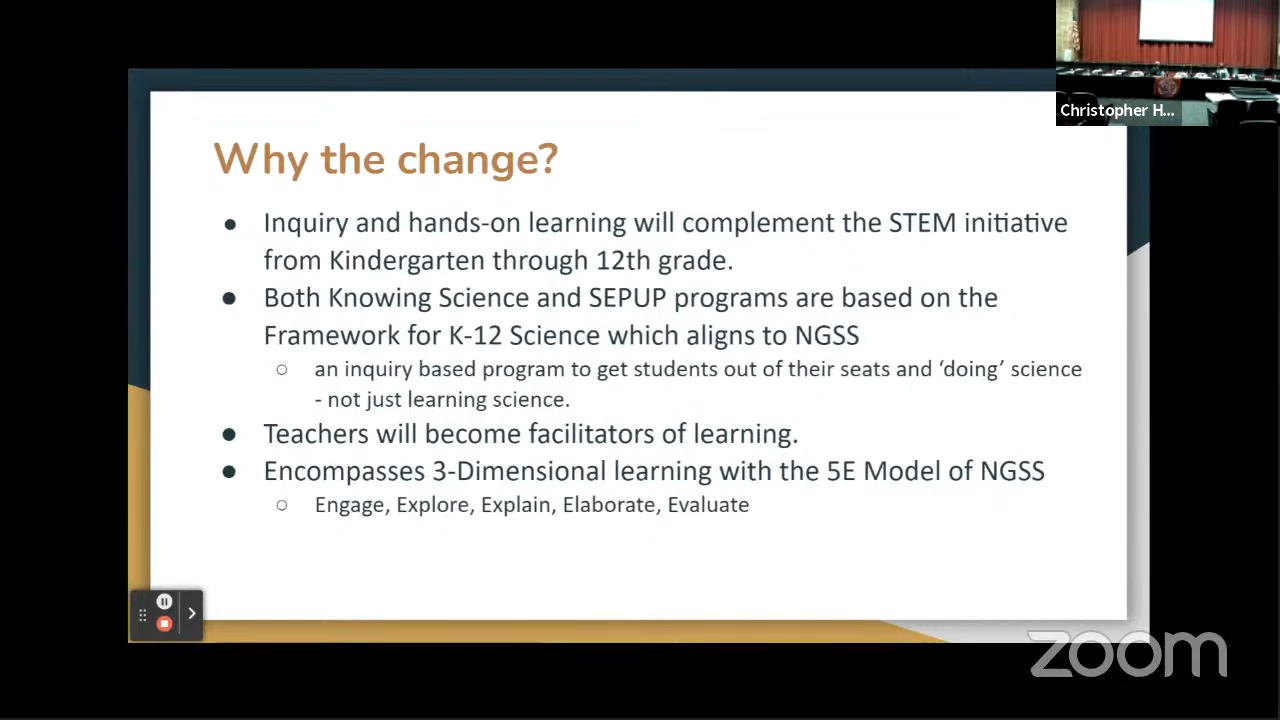 Christopher H...
Why the change?
● Inquiry and hands-on learning will complement the STEM initiative
from Kindergarten through 12th grade.
● Both Knowing Science and SEPUP programs are based on the
Framework for K-12 Science which aligns to NGSS
○ an inquiry based program to get students out of their seats and ‘doing’ science
- not just learning science.
● Teachers will become facilitators of learning.
● Encompasses 3-Dimensional learning with the 5E Model of NGSS
○ Engage, Explore, Explain, Elaborate, Evaluate
zoom